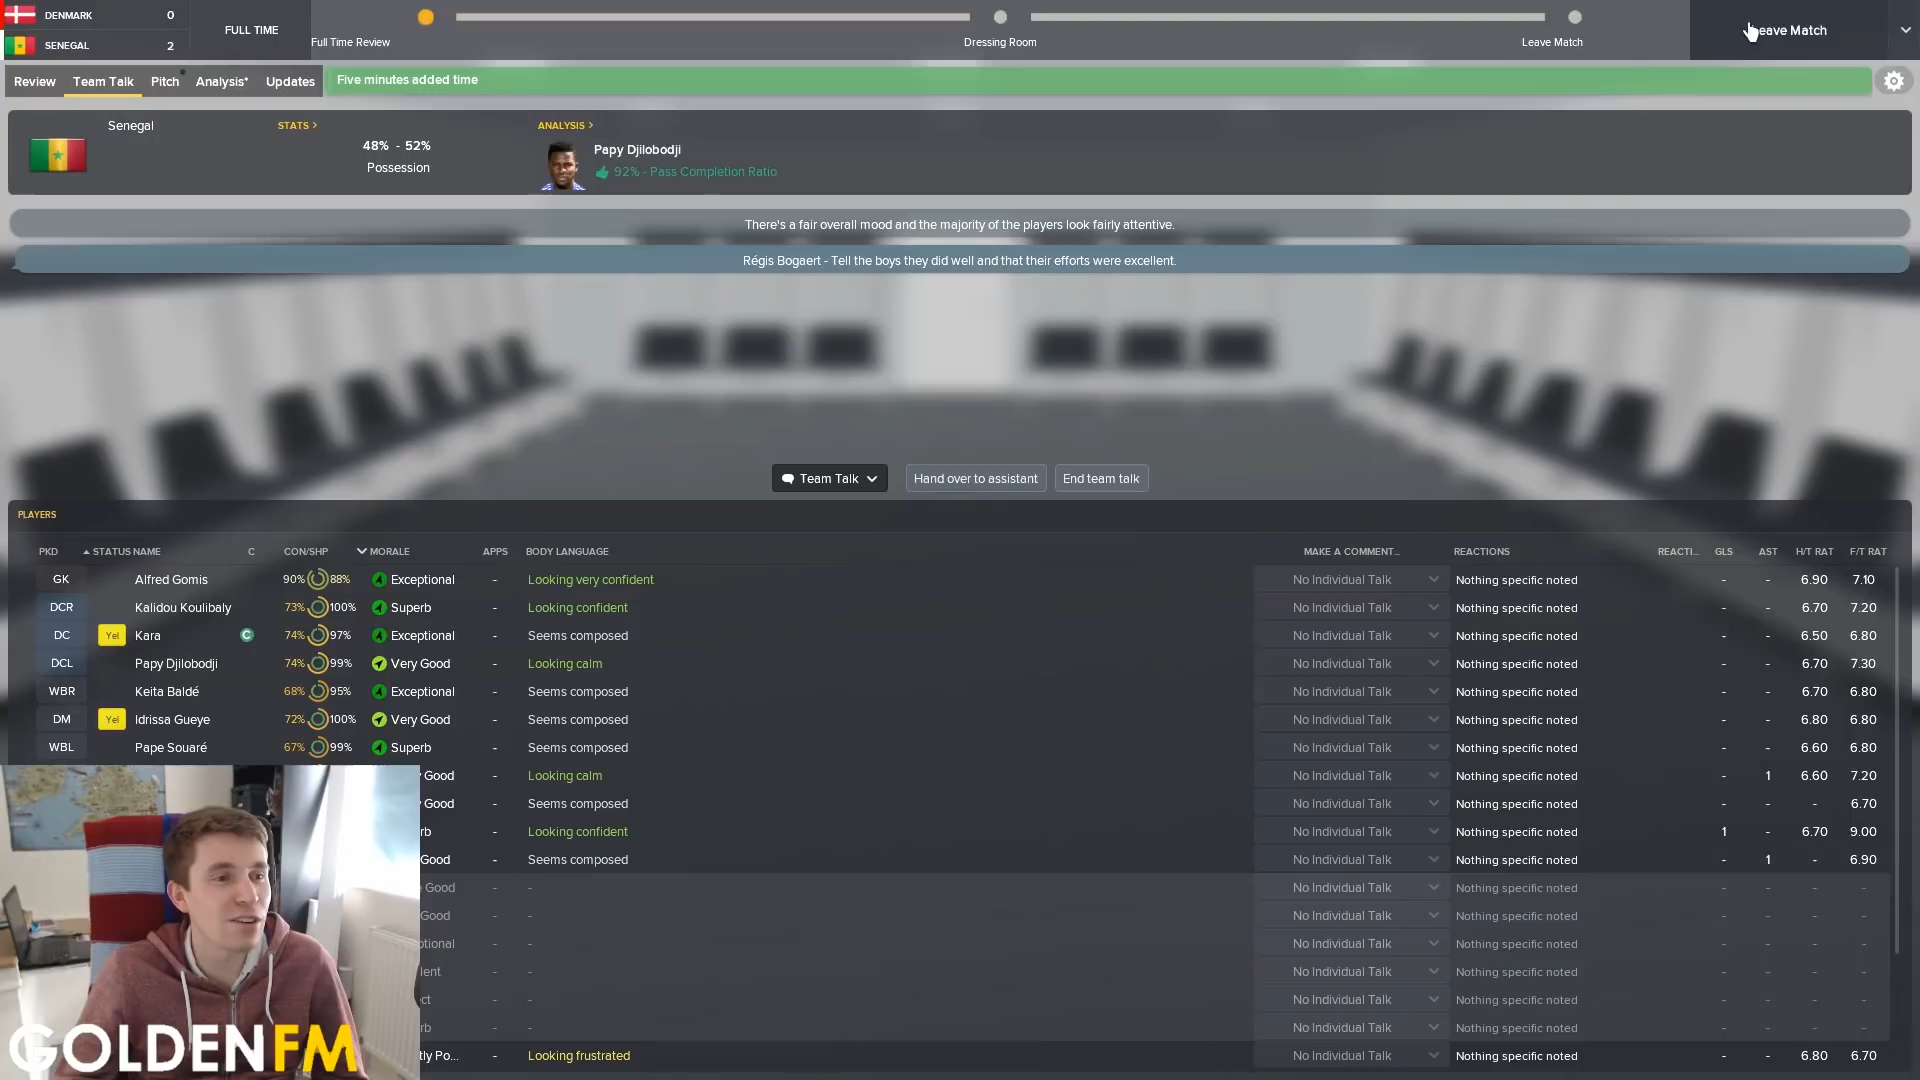 DENMARK 0
SENEGAL 2
FULL TIME
Full Time Review
Dressing Room
Leave Match
eave Match
Review Team Talk Pitch Analysis* Updates
Five minutes added time
Senegal
STATS >
48% - 52%
Possession
ANALYSIS >
Papy Djilobodji
92% - Pass Completion Ratio
There's a fair overall mood and the majority of the players look fairly attentive.
Régis Bogaert - Tell the boys they did well and that their efforts were excellent.
Team Talk
Hand over to assistant
End team talk
PLAYERS
PKD STATUS NAME C CON/SHP MORALE APPS BODY LANGUAGE MAKE A COMMENT... REACTIONS REACTI... GLS AST H/T RAT F/T RAT
GK Alfred Gomis 90% 88% Exceptional - Looking very confident No Individual Talk Nothing specific noted - - 6.90 7.10
DCR Kalidou Koulibaly 73% 100% Superb - Looking confident No Individual Talk Nothing specific noted - - 6.70 7.20
DC Yel Kara C 74% 97% Exceptional - Seems composed No Individual Talk Nothing specific noted - - 6.50 6.80
DCL Papy Djilobodji 74% 99% Very Good - Looking calm No Individual Talk Nothing specific noted - - 6.70 7.30
WBR Keita Baldé 68% 95% Exceptional - Seems composed No Individual Talk Nothing specific noted - - 6.70 6.80
DM Yel Idrissa Gueye 72% 100% Very Good - Seems composed No Individual Talk Nothing specific noted - - 6.80 6.80
WBL Pape Souaré 67% 99% Superb - Seems composed No Individual Talk Nothing specific noted - - 6.60 6.80
y Good - Looking calm No Individual Talk Nothing specific noted - 1 6.60 7.20
y Good - Seems composed No Individual Talk Nothing specific noted - - - 6.70
rb - Looking confident No Individual Talk Nothing specific noted 1 - 6.70 9.00
Good - Seems composed No Individual Talk Nothing specific noted - 1 - 6.90
Good - - No Individual Talk Nothing specific noted - - - -
Good - - No Individual Talk Nothing specific noted - - - -
ptional - - No Individual Talk Nothing specific noted - - - -
lent - - No Individual Talk Nothing specific noted - - - -
ct - - No Individual Talk Nothing specific noted - - - -
rb - - No Individual Talk Nothing specific noted - - - -
tly Po... - Looking frustrated No Individual Talk Nothing specific noted - - 6.80 6.70
GOLDENFM